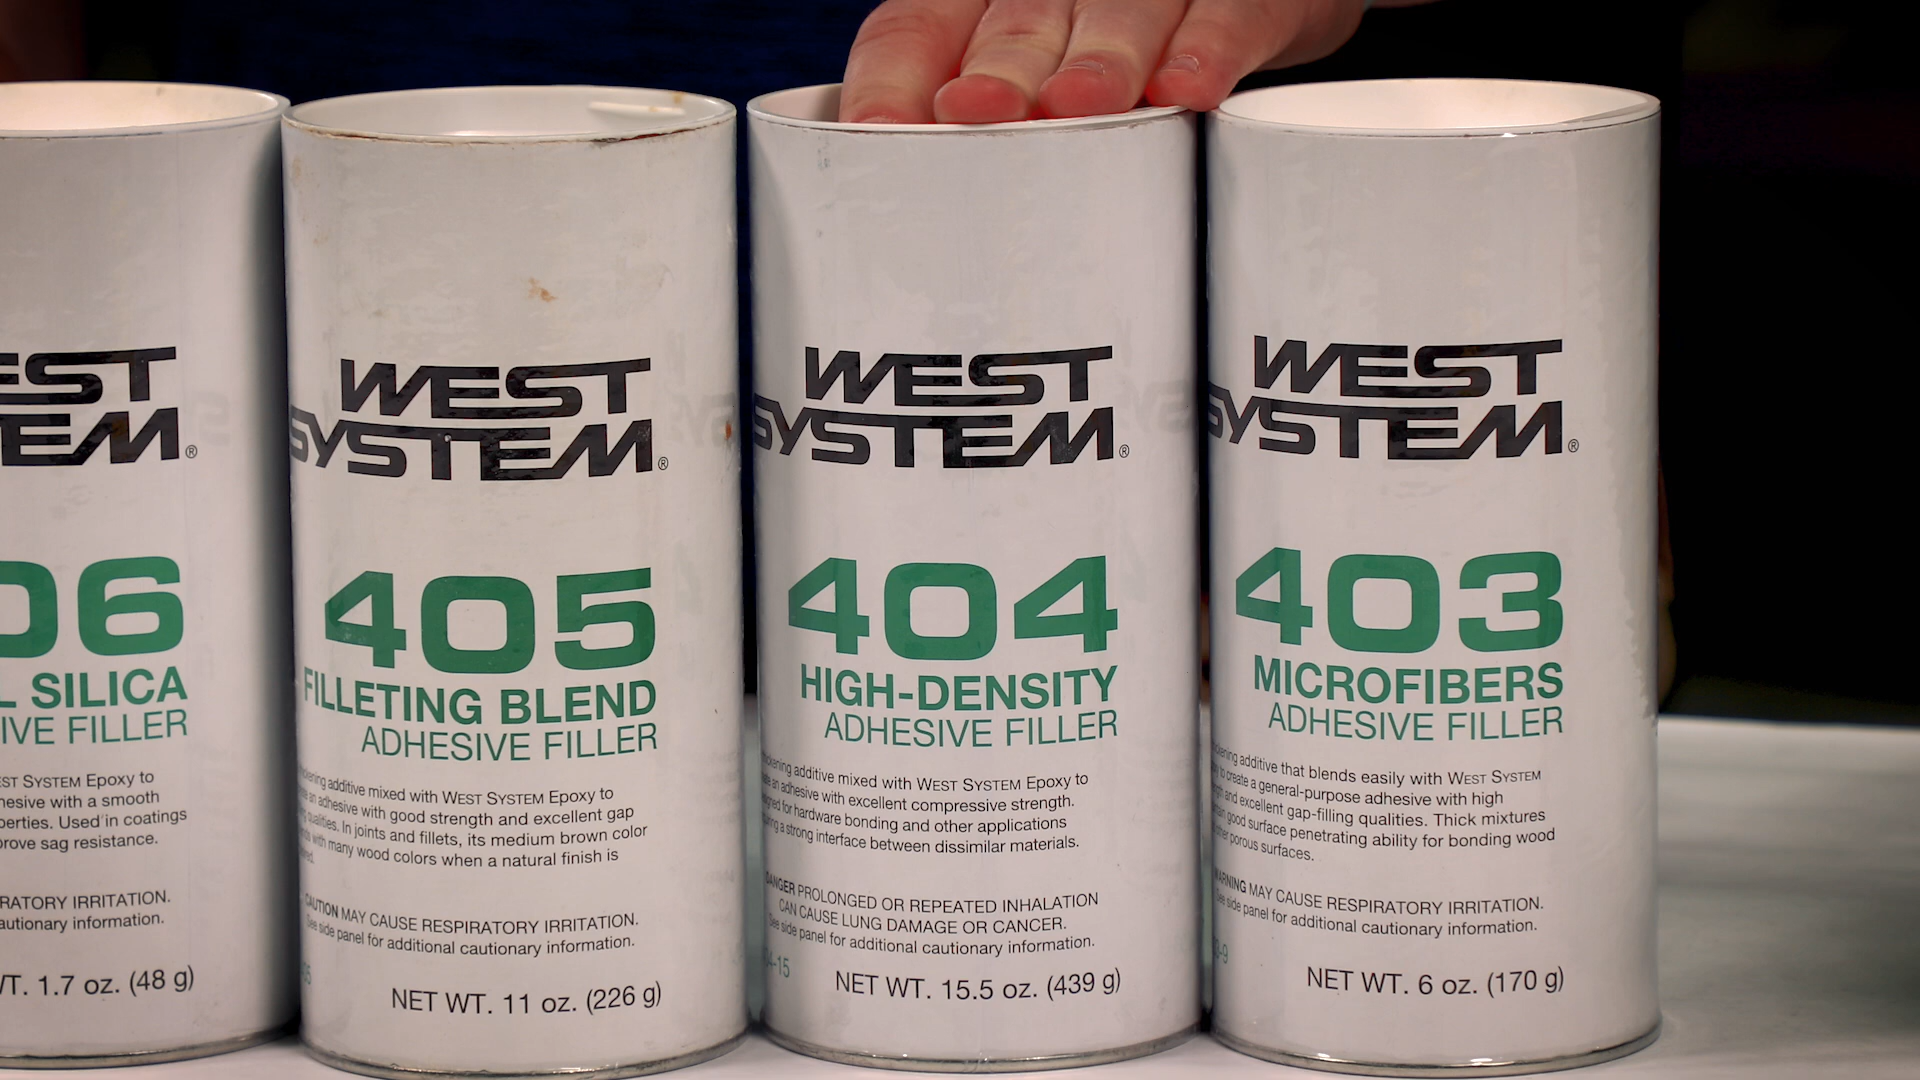 EST
EM®
06
L SILICA
IVE FILLER
EST SYSTEM Epoxy to
hesive with a smooth
perties. Used in coatings
prove sag resistance.
RATORY IRRITATION.
autionary information.
WT. 1.7 oz. (48 g)
WEST
SYSTEM®
405
FILLETING BLEND
ADHESIVE FILLER
additive mixed with WEST SYSTEM Epoxy to
an adhesive with good strength and excellent gap
qualities. In joints and fillets, its medium brown color
with many wood colors when a natural finish is
CAUTION MAY CAUSE RESPIRATORY IRRITATION.
See side panel for additional cautionary information.
NET WT. 11 oz. (226 g)
WEST
SYSTEM®
404
HIGH-DENSITY
ADHESIVE FILLER
additive mixed with WEST SYSTEM Epoxy to
an adhesive with excellent compressive strength.
for hardware bonding and other applications
a strong interface between dissimilar materials.
DANGER PROLONGED OR REPEATED INHALATION
CAN CAUSE LUNG DAMAGE OR CANCER.
See side panel for additional cautionary information.
4-15
NET WT. 15.5 oz. (439 g)
WEST
SYSTEM®
403
MICROFIBERS
ADHESIVE FILLER
additive that blends easily with WEST SYSTEM
to create a general-purpose adhesive with high
and excellent gap-filling qualities. Thick mixtures
good surface penetrating ability for bonding wood
porous surfaces.
WARNING MAY CAUSE RESPIRATORY IRRITATION.
See side panel for additional cautionary information.
3-9
NET WT. 6 oz. (170 g)